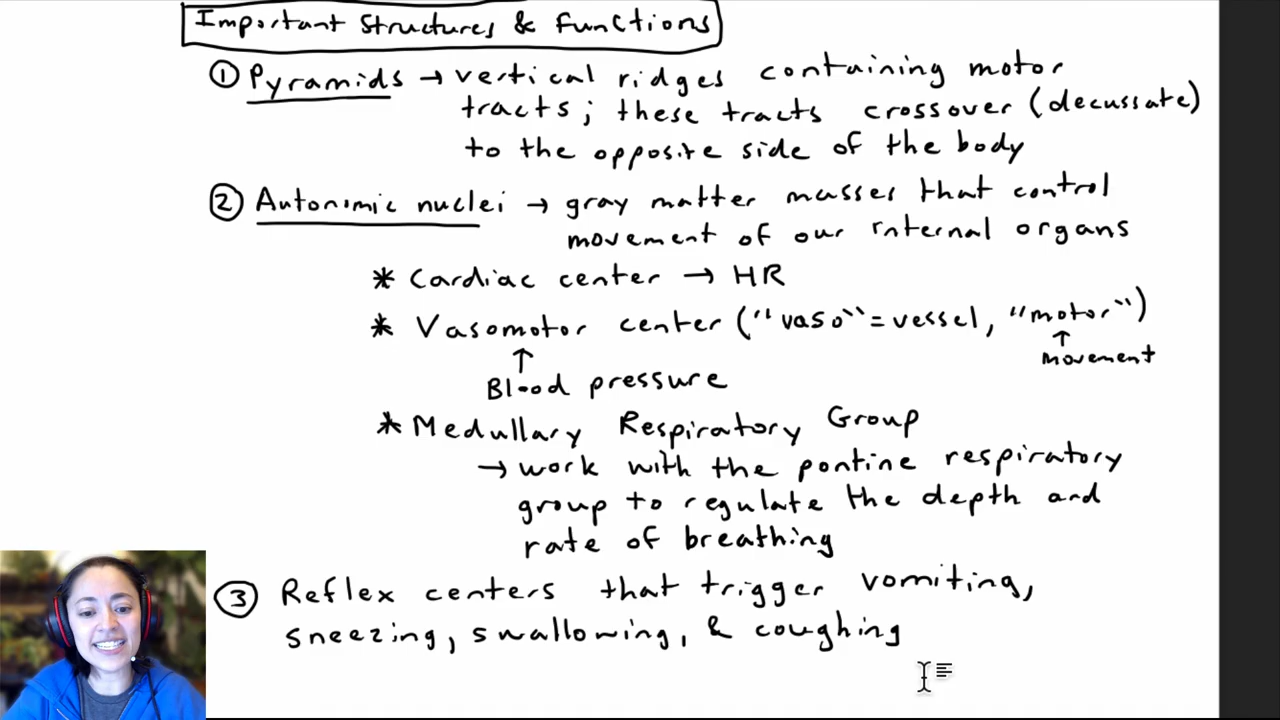 Important Structures & Functions
① Pyramids → vertical ridges containing motor
tracts; these tracts crossover (decussate)
to the opposite side of the body
② Autonomic nuclei → gray matter masses that control
movement of our internal organs
* Cardiac center → HR
* Vasomotor center ("vaso" = vessel, "motor")
↑
movement
↑
Blood pressure
* Medullary Respiratory Group
→ work with the pontine respiratory
group to regulate the depth and
rate of breathing
③ Reflex centers that trigger vomiting,
sneezing, swallowing, & coughing